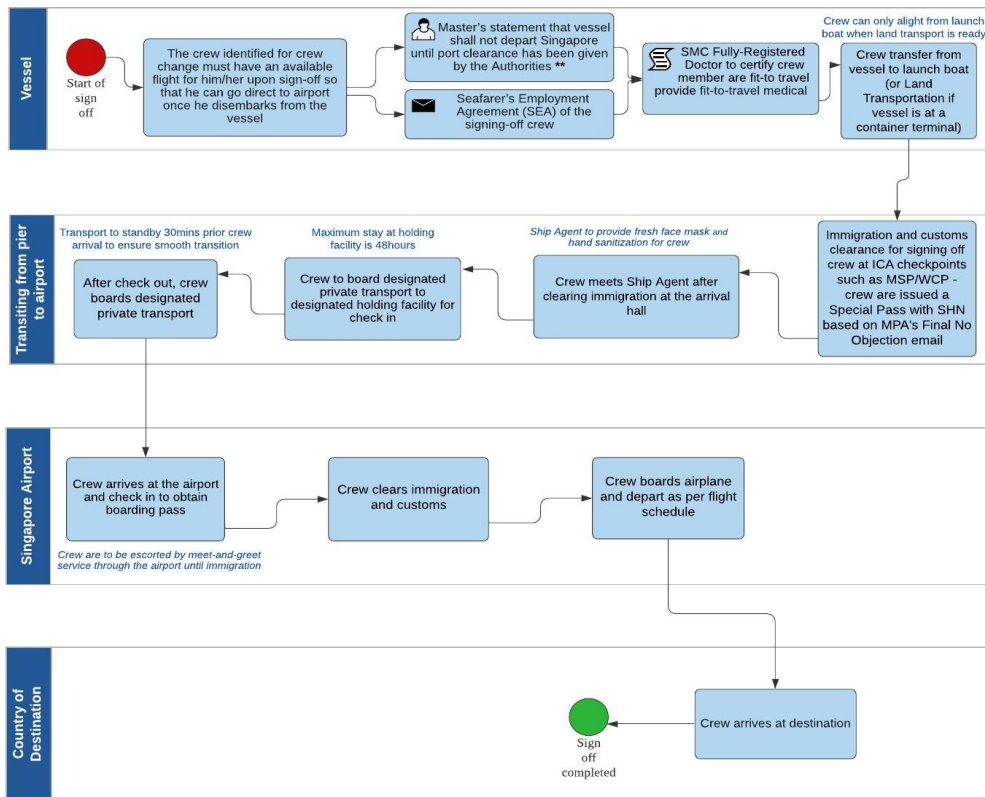 Vessel
Start of
sign
off
The crew identified for crew
change must have an available
flight for him/her upon sign-off so
that he can go direct to airport
once he disembarks from the
vessel
Master's statement that vessel
shall not depart Singapore
until port clearance has been given
by the Authorities **
Seafarer's Employment
Agreement (SEA) of the
signing-off crew
SMC Fully-Registered
Doctor to certify crew
member are fit-to travel
provide fit-to-travel medical
Crew can only alight from launch
boat when land transport is ready
Crew transfer from
vessel to launch boat
(or Land
Transportation if
vessel is at a
container terminal)
Transiting from pier
to airport
Transport to standby 30mins prior crew
arrival to ensure smooth transition
After check out, crew
boards designated
private transport
Maximum stay at holding
facility is 48hours
Crew to board designated
private transport to
designated holding facility for
check in
Ship Agent to provide fresh face mask and
hand sanitization for crew
Crew meets Ship Agent after
clearing immigration at the arrival
hall
Immigration and customs
clearance for signing off
crew at ICA checkpoints
such as MSP/WCP -
crew are issued a
Special Pass with SHN
based on MPA's Final No
Objection email
Singapore Airport
Crew arrives at the airport
and check in to obtain
boarding pass
Crew are to be escorted by meet-and-greet
service through the airport until immigration
Crew clears immigration
and customs
Crew boards airplane
and depart as per flight
schedule
Country of
Destination
Sign
off
completed
Crew arrives at destination